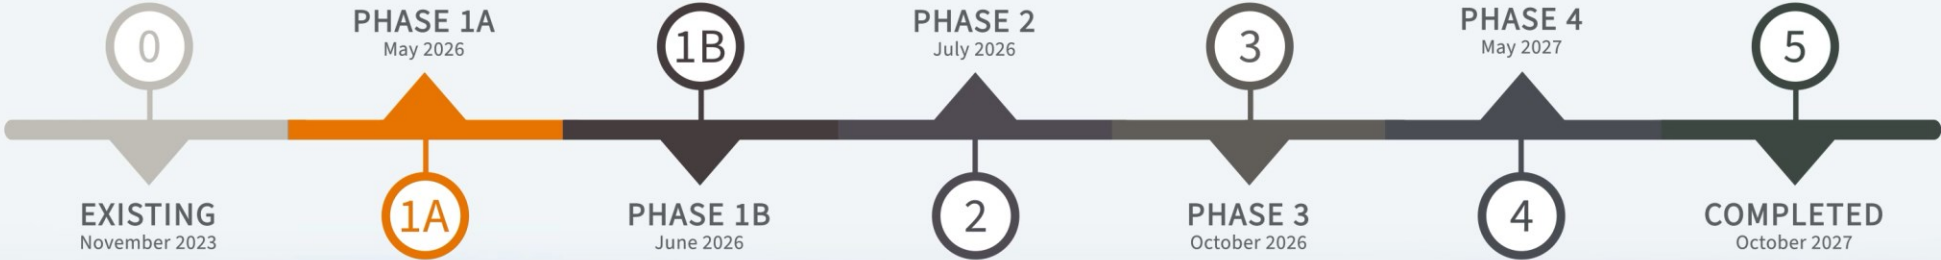 0
EXISTING
November 2023
PHASE 1A
May 2026
1A
1B
PHASE 1B
June 2026
PHASE 2
July 2026
2
3
PHASE 3
October 2026
PHASE 4
May 2027
4
5
COMPLETED
October 2027